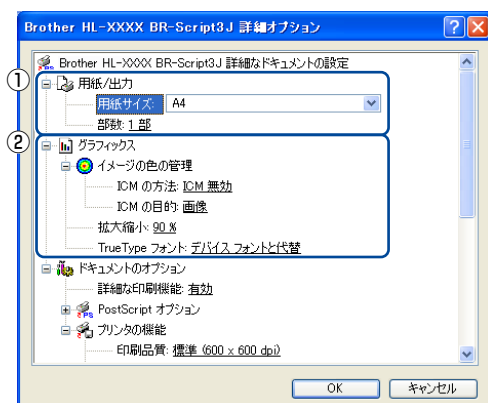 Brother HL-XXXX BR-Script3J 詳細オプション
Brother HL-XXXX BR-Script3J 詳細なドキュメントの設定
①
用紙/出力
用紙サイズ: A4
部数: 1 部
②
グラフィックス
イメージの色の管理
ICM の方法: ICM 無効
ICM の目的: 画像
拡大縮小: 90 %
TrueType フォント: デバイス フォントと代替
ドキュメントのオプション
詳細な印刷機能: 有効
PostScript オプション
プリンタの機能
印刷品質: 標準 (600 x 600 dpi)
OK キャンセル